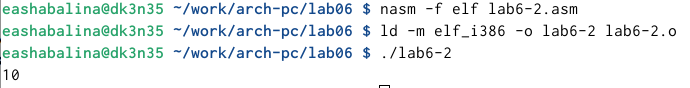 eashabalina@dk3n35 ~/work/arch-pc/lab06 $ nasm -f elf lab6-2.asm
eashabalina@dk3n35 ~/work/arch-pc/lab06 $ ld -m elf_i386 -o lab6-2 lab6-2.o
eashabalina@dk3n35 ~/work/arch-pc/lab06 $ ./lab6-2
10